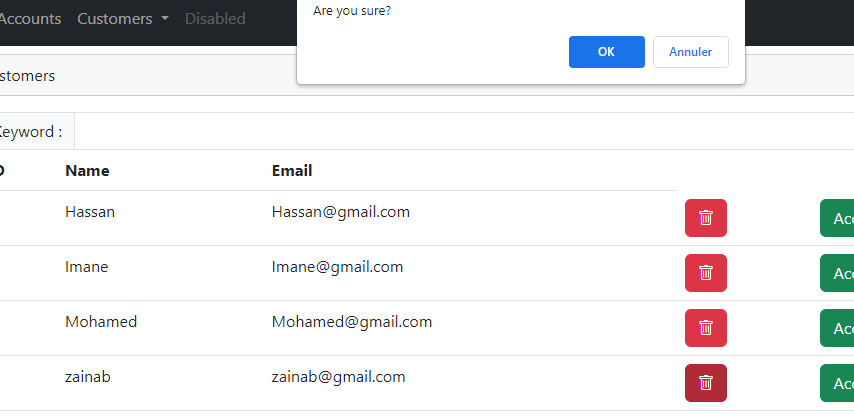 Accounts Customers Disabled
Are you sure?
OK Annuler
stomers
Keyword :
D Name Email
Hassan Hassan@gmail.com Acc
Imane Imane@gmail.com Acc
Mohamed Mohamed@gmail.com Acc
zainab zainab@gmail.com Acc